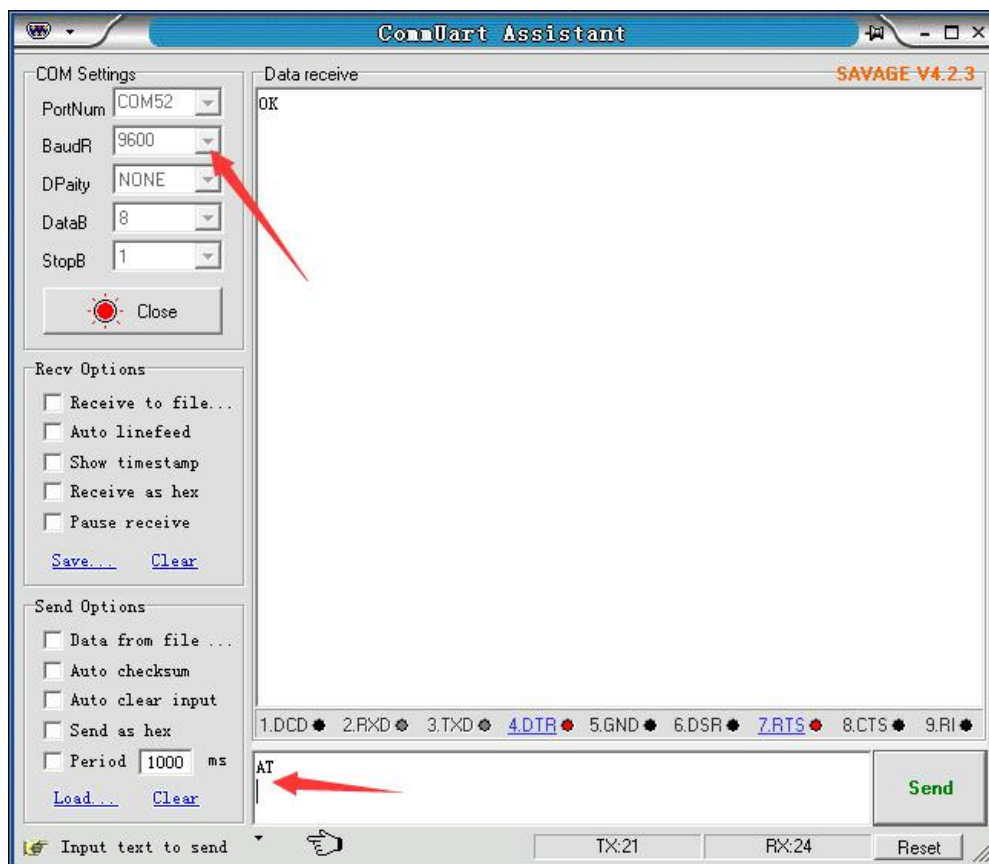 CommUart Assistant
COM Settings
PortNum COM52
BaudR 9600
DPaity NONE
DataB 8
StopB 1
Close
Recv Options
Receive to file...
Auto linefeed
Show timestamp
Receive as hex
Pause receive
Save... Clear
Send Options
Data from file ...
Auto checksum
Auto clear input
Send as hex
Period 1000 ms
Load... Clear
Data receive SAVAGE V4.2.3
OK
1.DCD 2.RXD 3.TXD 4.DTR 5.GND 6.DSR 7.RTS 8.CTS 9.RI
AT
Send
Input text to send TX:21 RX:24 Reset